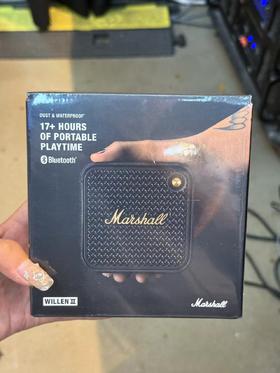 DUST & WATERPROOF
17+ HOURS
OF PORTABLE
PLAYTIME
Bluetooth®
Marshall
WILLEN II
Marshall